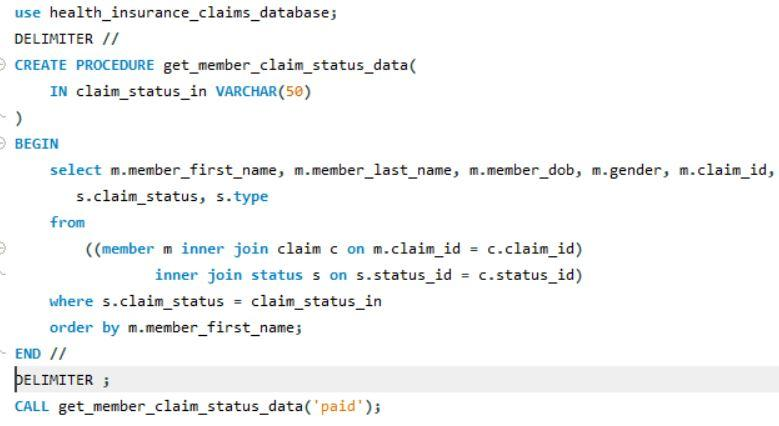 use health_insurance_claims_database;
DELIMITER //
CREATE PROCEDURE get_member_claim_status_data(
    IN claim_status_in VARCHAR(50)
)
BEGIN
    select m.member_first_name, m.member_last_name, m.member_dob, m.gender, m.claim_id,
       s.claim_status, s.type
    from
        ((member m inner join claim c on m.claim_id = c.claim_id)
                inner join status s on s.status_id = c.status_id)
    where s.claim_status = claim_status_in
    order by m.member_first_name;
END //
DELIMITER ;
CALL get_member_claim_status_data('paid');